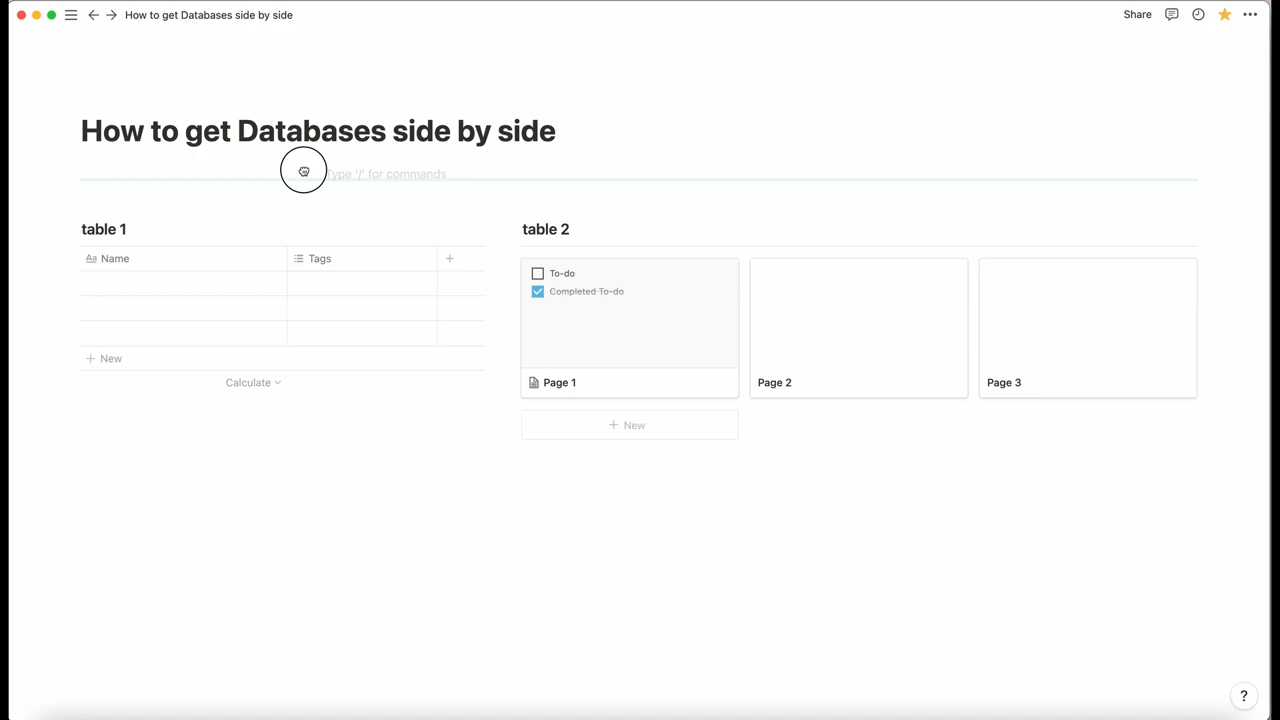 How to get Databases side by side
Share
How to get Databases side by side
Type '/' for commands
table 1
Aa Name
Tags
+
+ New
Calculate
table 2
To-do
Completed To-do
Page 1
Page 2
Page 3
+ New
?